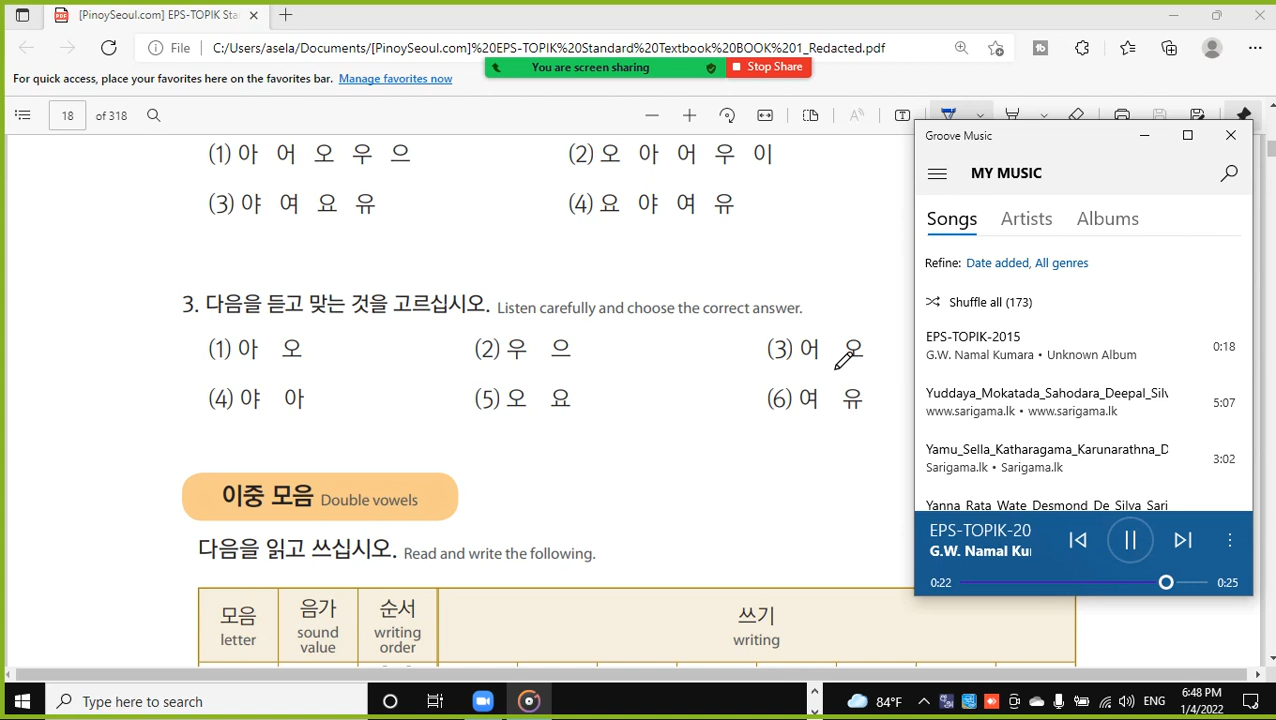 [PinoySeoul.com] EPS-TOPIK Sta
File C:/Users/asela/Documents/[PinoySeoul.com]%20EPS-TOPIK%20Standard%20Textbook%20BOOK%201_Redacted.pdf
For quick access, place your favorites here on the favorites bar. Manage favorites now
You are screen sharing Stop Share
18 of 318
(1) 아 어 오 우 으 (2) 오 아 어 우 이
(3) 야 여 요 유 (4) 요 야 여 유
3. 다음을 듣고 맞는 것을 고르십시오. Listen carefully and choose the correct answer.
(1) 아 오 (2) 우 으 (3) 어 오
(4) 야 아 (5) 오 요 (6) 여 유
이중 모음 Double vowels
다음을 읽고 쓰십시오. Read and write the following.
모음 음가 순서 쓰기
letter sound value writing order writing
Groove Music
MY MUSIC
Songs Artists Albums
Refine: Date added, All genres
Shuffle all (173)
EPS-TOPIK-2015
G.W. Namal Kumara • Unknown Album 0:18
Yuddaya_Mokatada_Sahodara_Deepal_Silv
www.sarigama.lk • www.sarigama.lk 5:07
Yamu_Sella_Katharagama_Karunarathna_D
Sarigama.lk • Sarigama.lk 3:02
Yanna_Rata_Wate_Desmond_De_Silva_Sari
EPS-TOPIK-20
G.W. Namal Kur
0:22 0:25
Type here to search
84°F ENG
6:48 PM
1/4/2022